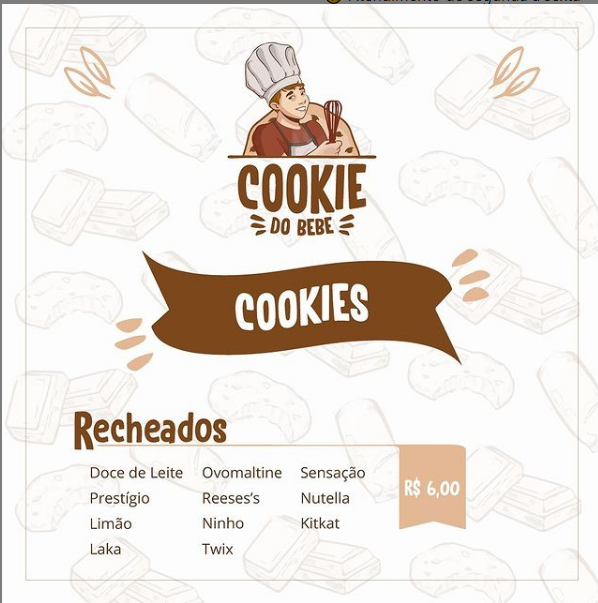 COOKIE
DO BEBE
COOKIES
Recheados
Doce de Leite Ovomaltine Sensação
Prestígio Reeses's Nutella
Limão Ninho Kitkat
Laka Twix
R$ 6,00